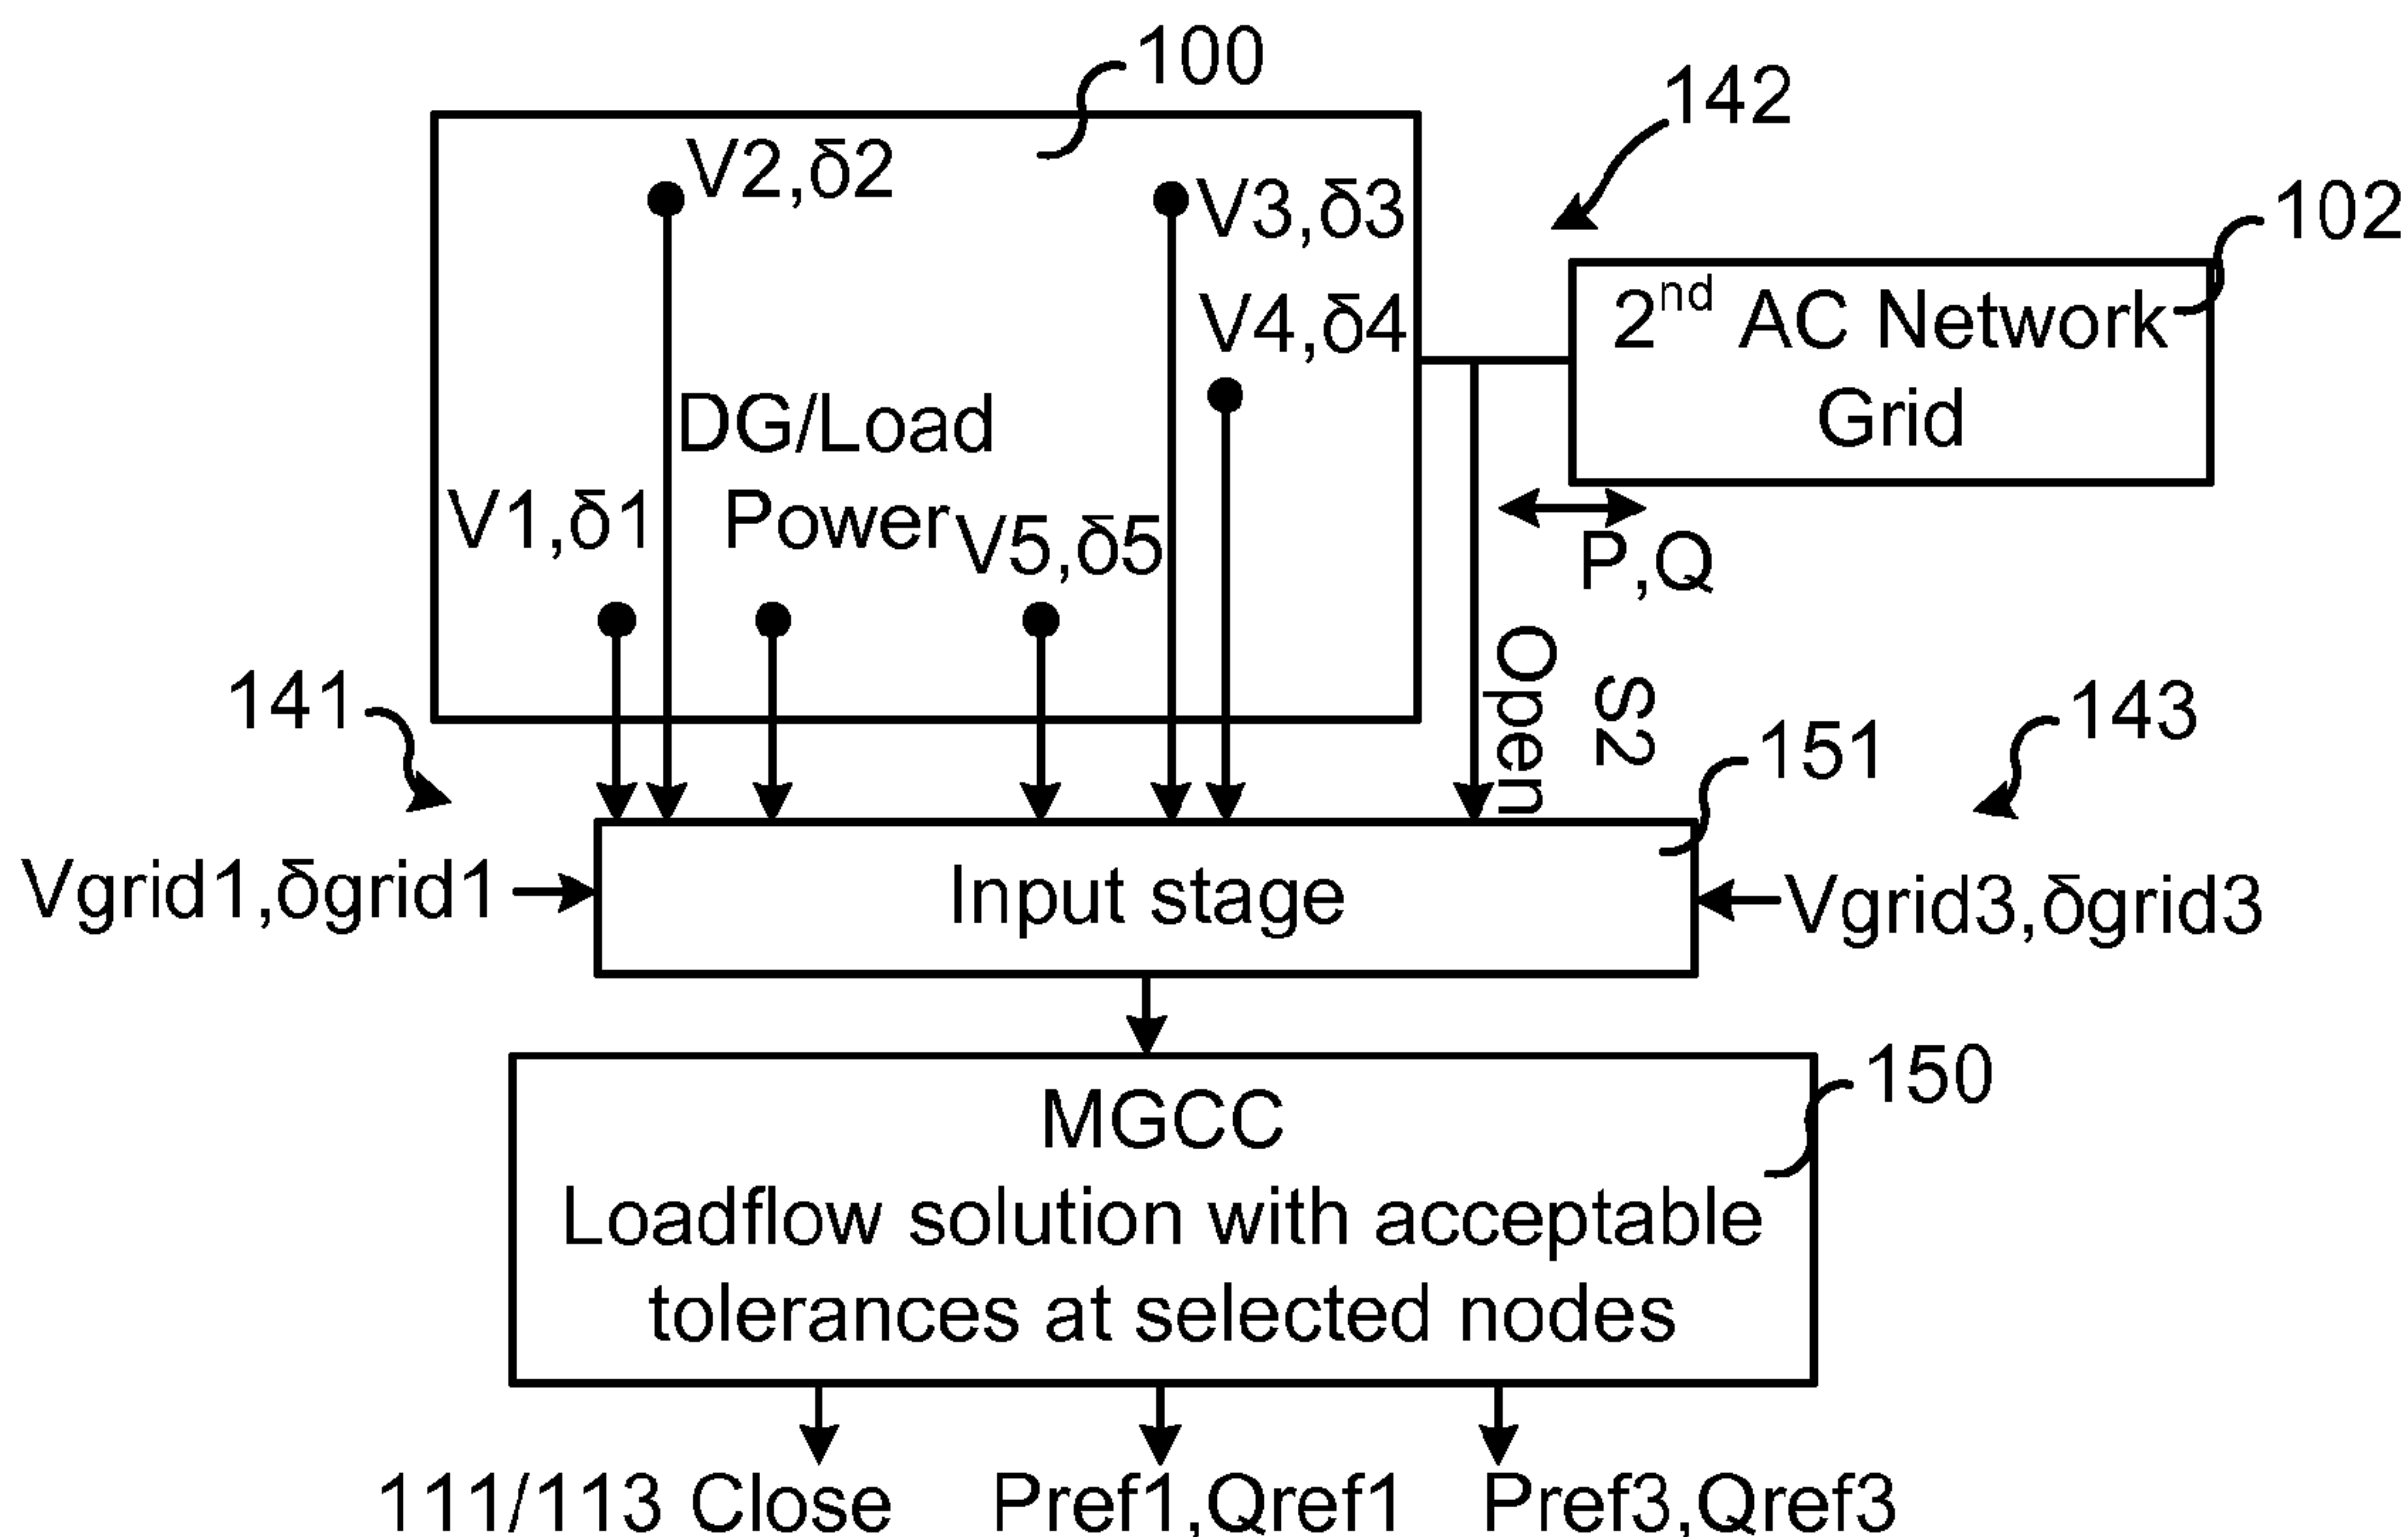 100
142
V2,δ2
V3,δ3
102
2nd AC Network
Grid
V4,δ4
DG/Load
Power
V1,δ1
V5,δ5
P,Q
Open
S2
141
143
151
Vgrid1,δgrid1
Input stage
Vgrid3,δgrid3
150
MGCC
Loadflow solution with acceptable
tolerances at selected nodes
111/113 Close
Pref1,Qref1
Pref3,Qref3